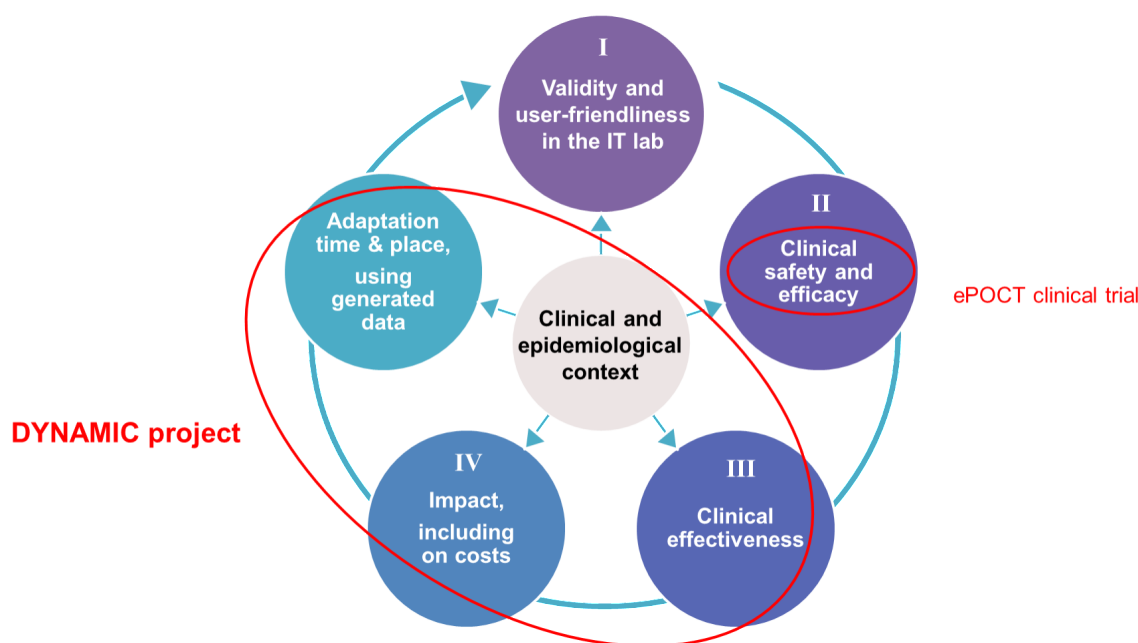 I
Validity and
user-friendliness
in the IT lab
II
Clinical
safety and
efficacy
ePOCT clinical trial
Adaptation
time & place,
using
generated
data
Clinical and
epidemiological
context
DYNAMIC project
IV
Impact,
including
on costs
III
Clinical
effectiveness